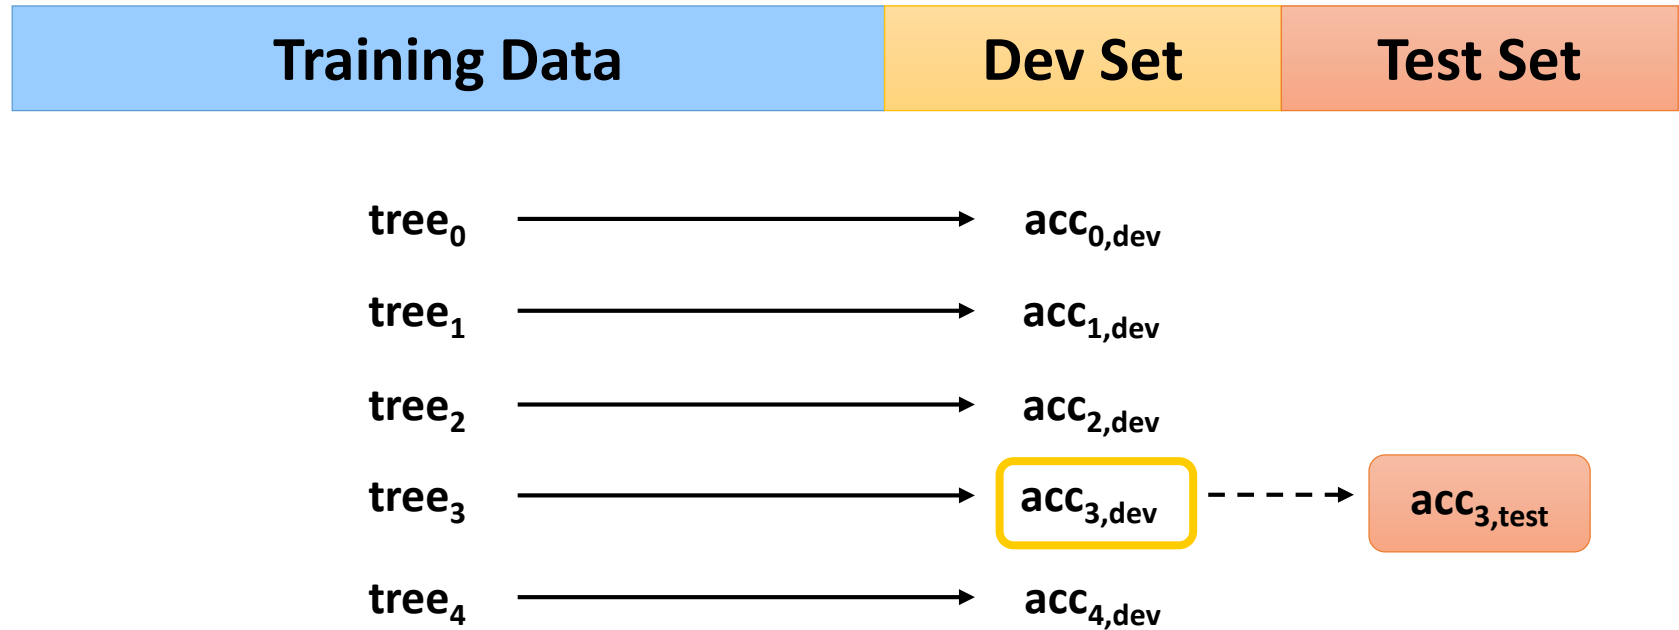 Training Data Dev Set Test Set
tree0 acc0,dev
tree1 acc1,dev
tree2 acc2,dev
tree3 acc3,dev acc3,test
tree4 acc4,dev